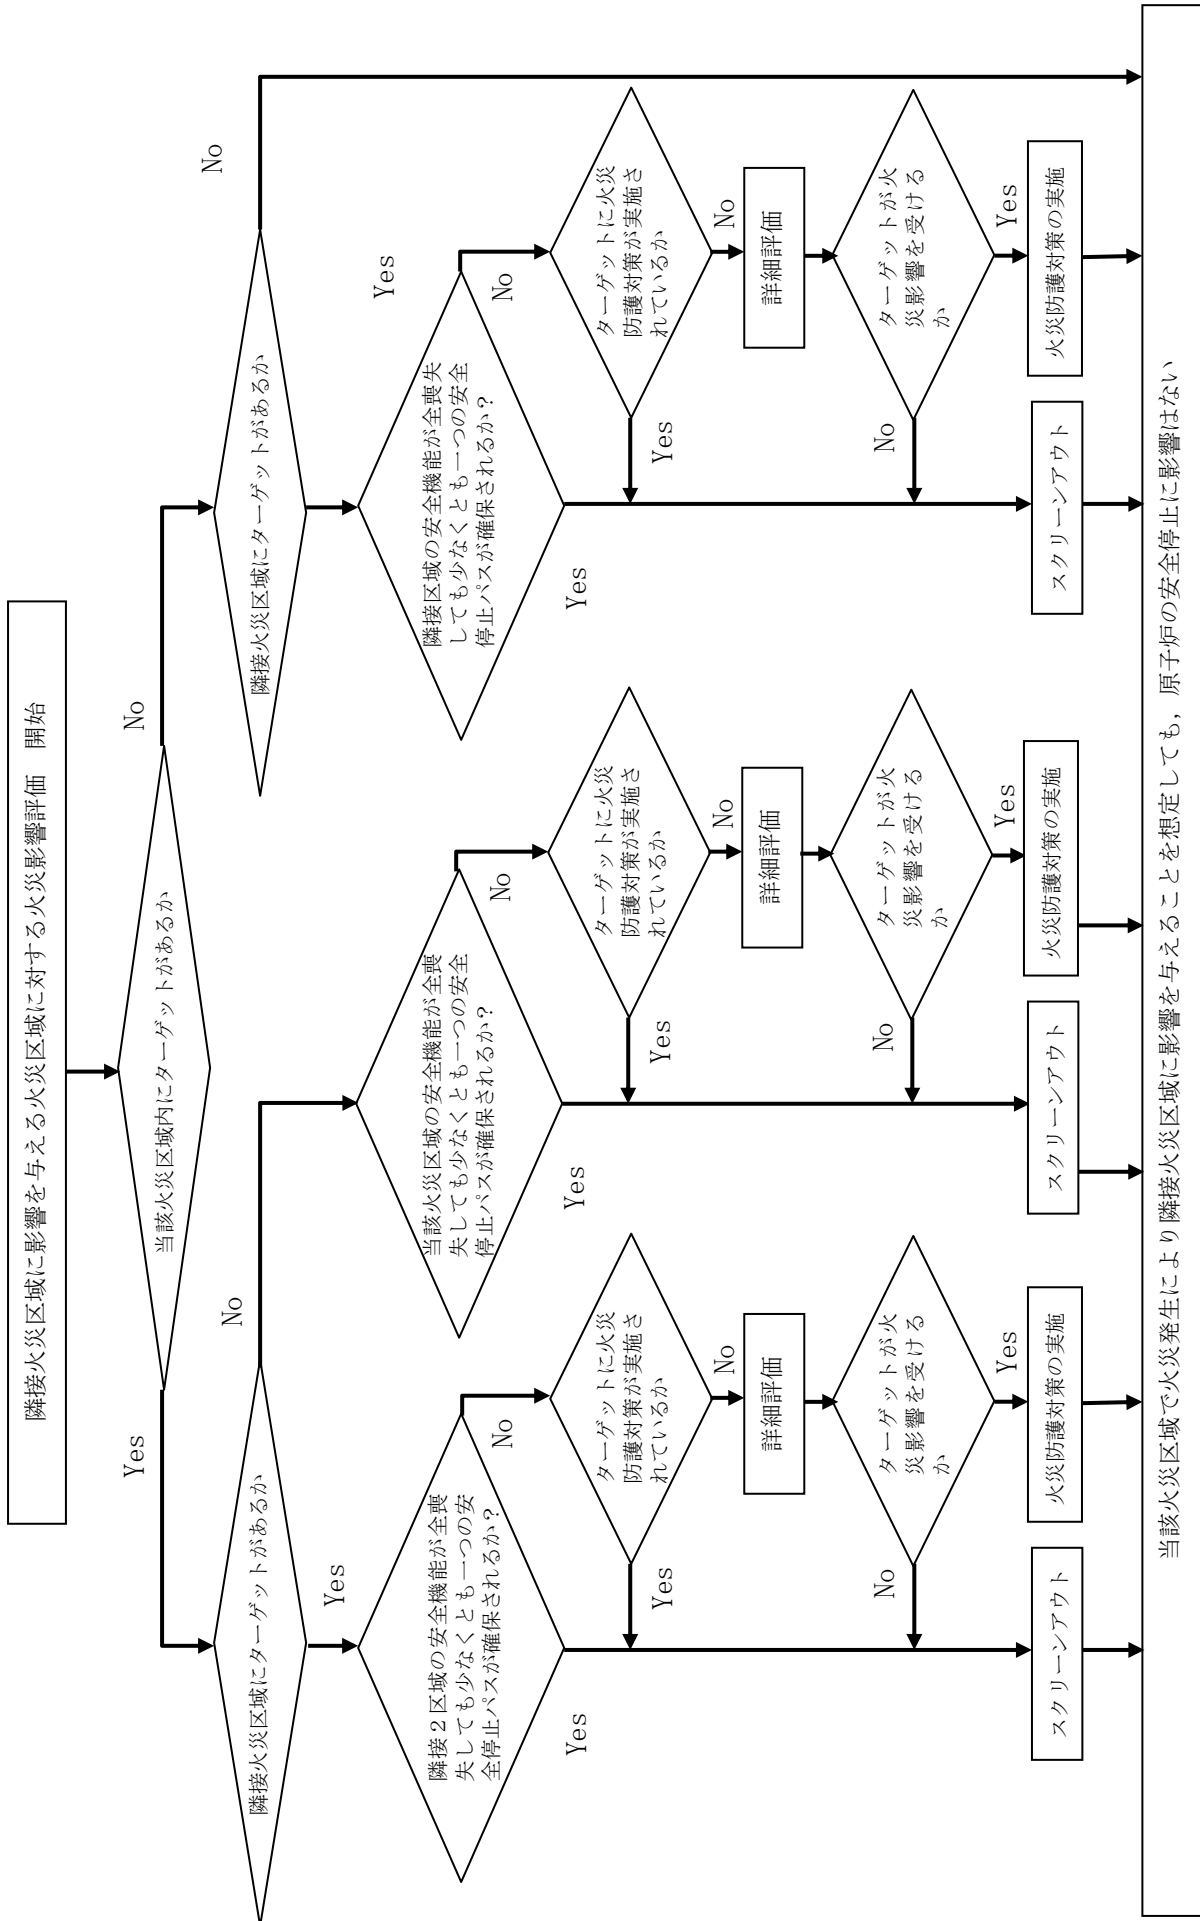 隣接火災区域に影響を与える火災区域に対する火災影響評価　開始
当該火災区域内にターゲットがあるか
Yes
No
隣接火災区域にターゲットがあるか
No
隣接火災区域にターゲットがあるか
No
Yes
Yes
隣接２区域の安全機能が全喪
失しても少なくとも一つの安
全停止パスが確保されるか?
No
Yes
当該火災区域の安全機能が全喪
失しても少なくとも一つの安全
停止パスが確保されるか?
No
Yes
隣接区域の安全機能が全喪失
しても少なくとも一つの安全
停止パスが確保されるか?
No
Yes
ターゲットに火災
防護対策が実施さ
れているか
Yes
No
ターゲットに火災
防護対策が実施さ
れているか
Yes
No
ターゲットに火災
防護対策が実施さ
れているか
Yes
No
詳細評価
詳細評価
詳細評価
ターゲットが火
災影響を受ける
か
No
Yes
ターゲットが火
災影響を受ける
か
No
Yes
ターゲットが火
災影響を受ける
か
No
Yes
スクリーンアウト
火災防護対策の実施
スクリーンアウト
火災防護対策の実施
スクリーンアウト
火災防護対策の実施
当該火災区域で火災発生により隣接火災区域に影響を与えることを想定しても，原子炉の安全停止に影響はない